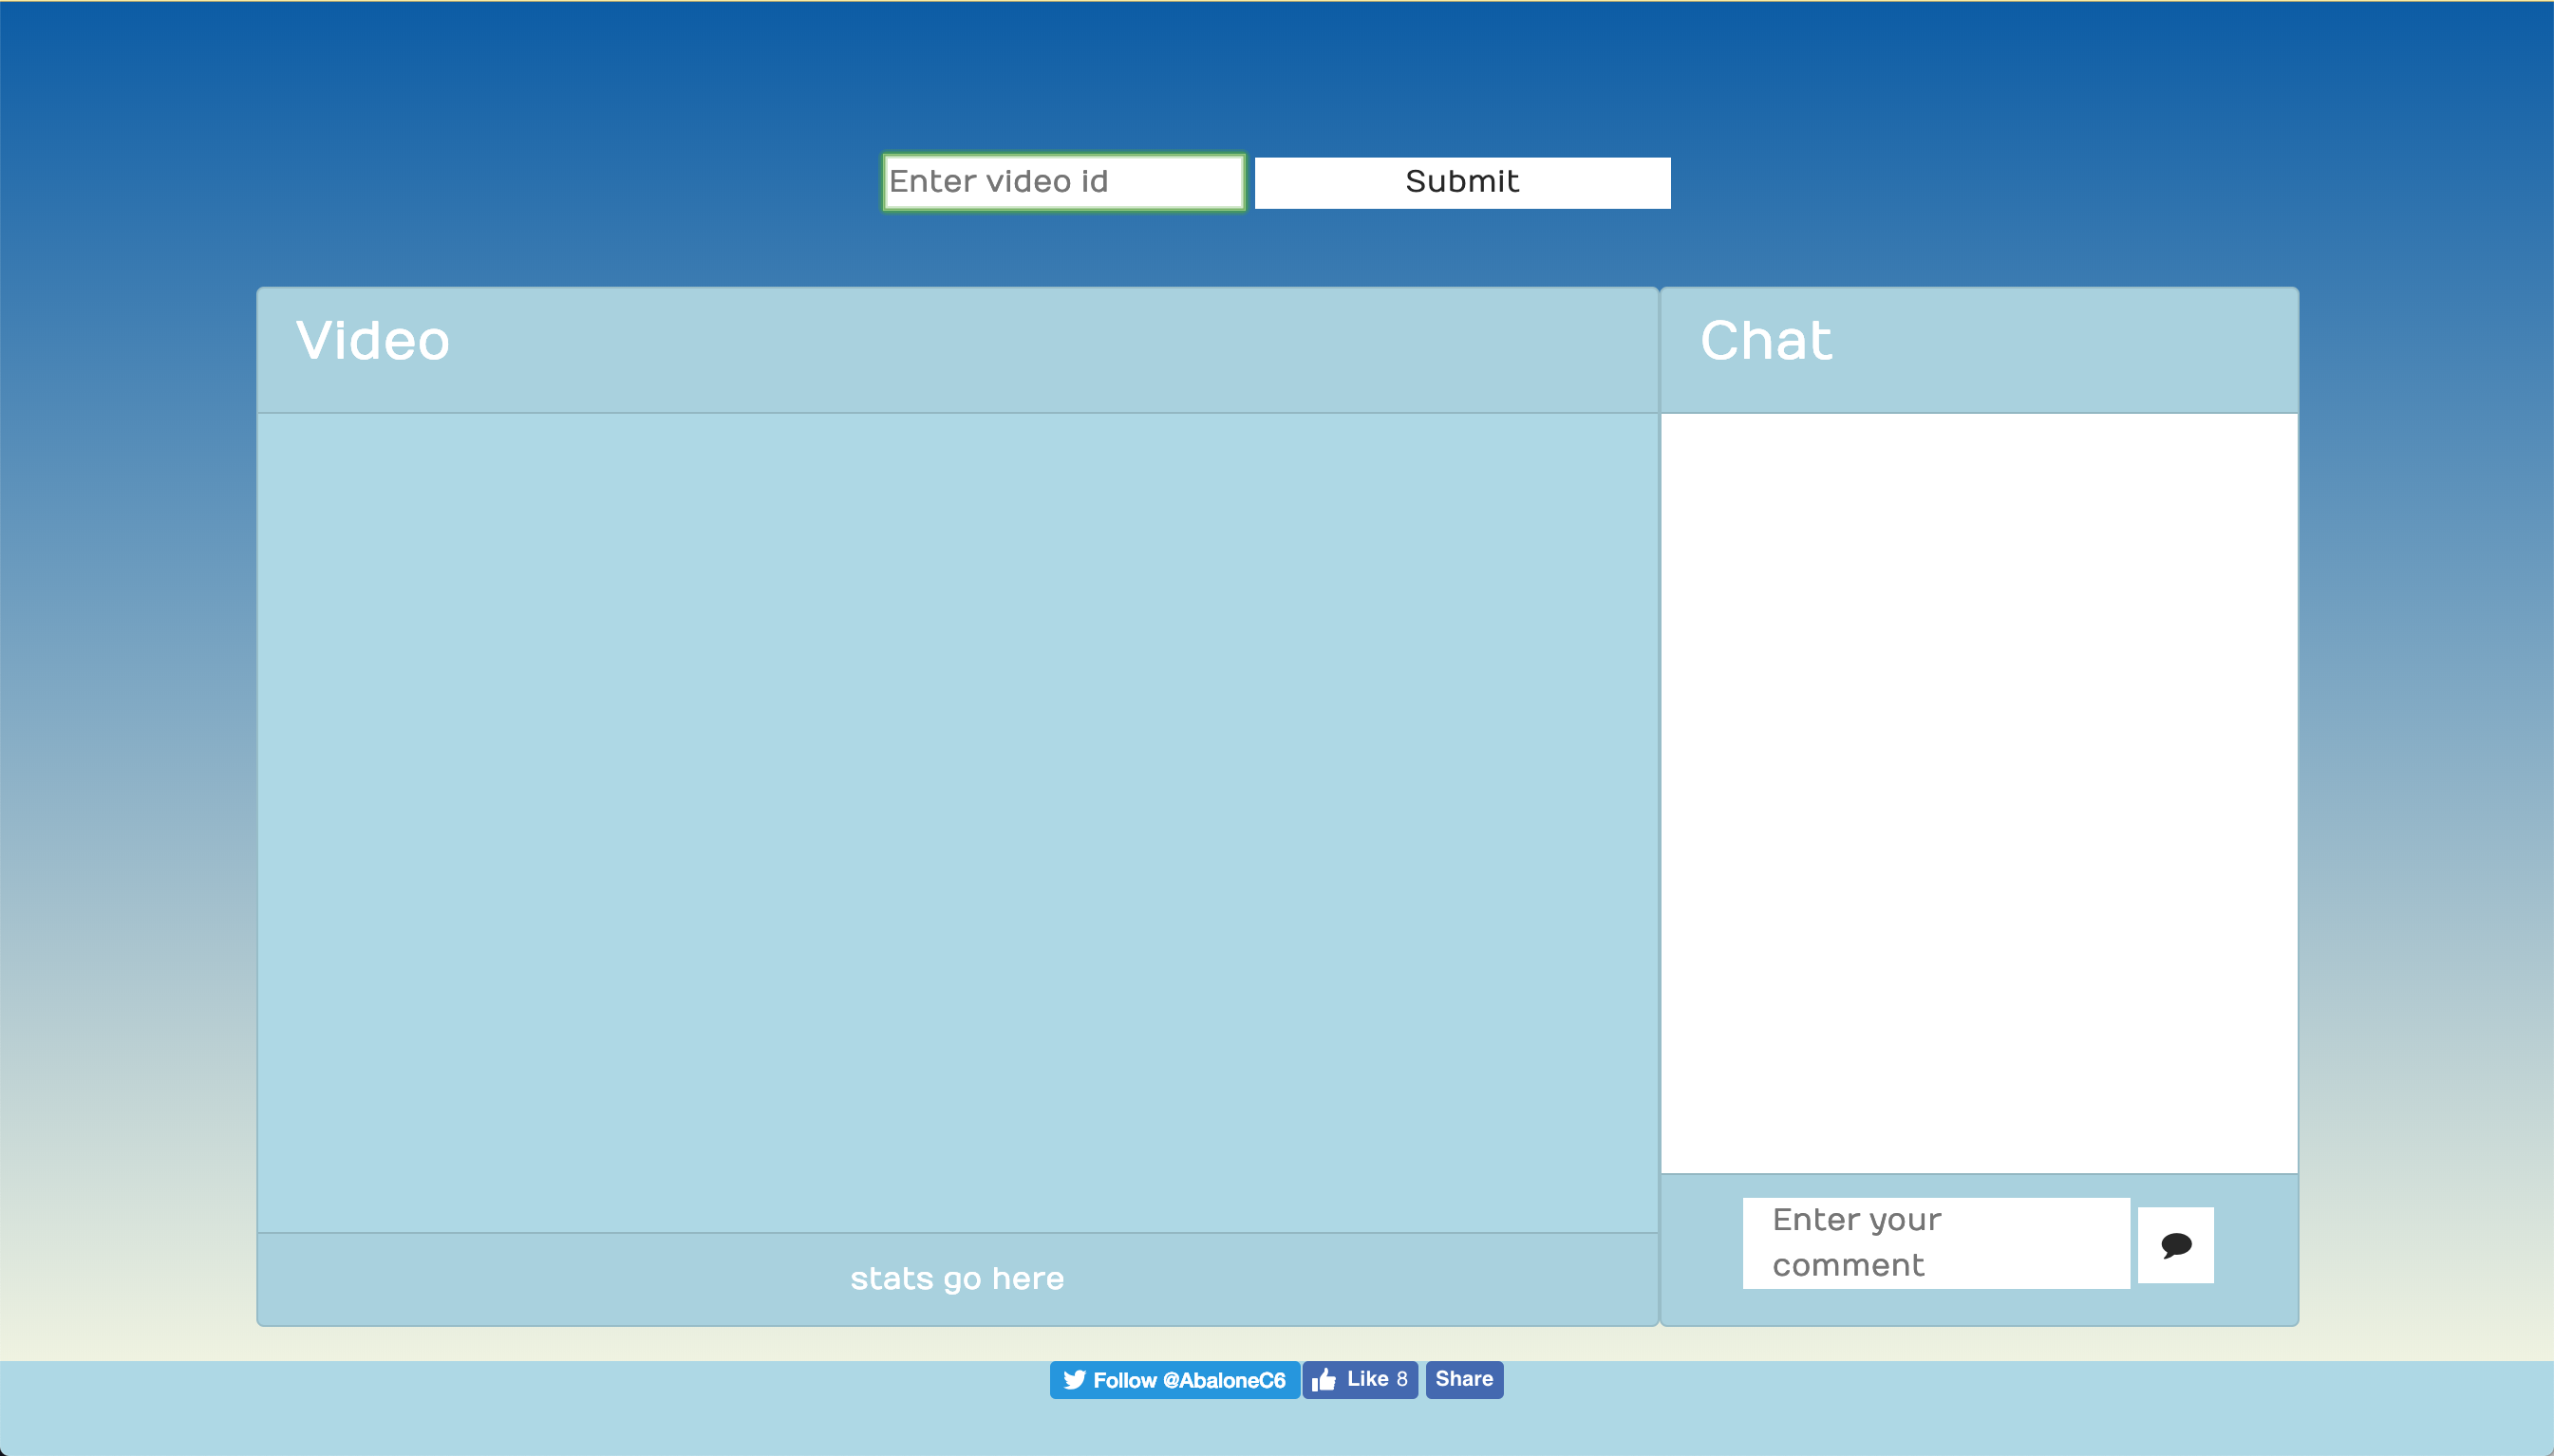 Enter video id
Submit
Video
Chat
Enter your
comment
stats go here
Follow @AbaloneC6
Like 8
Share